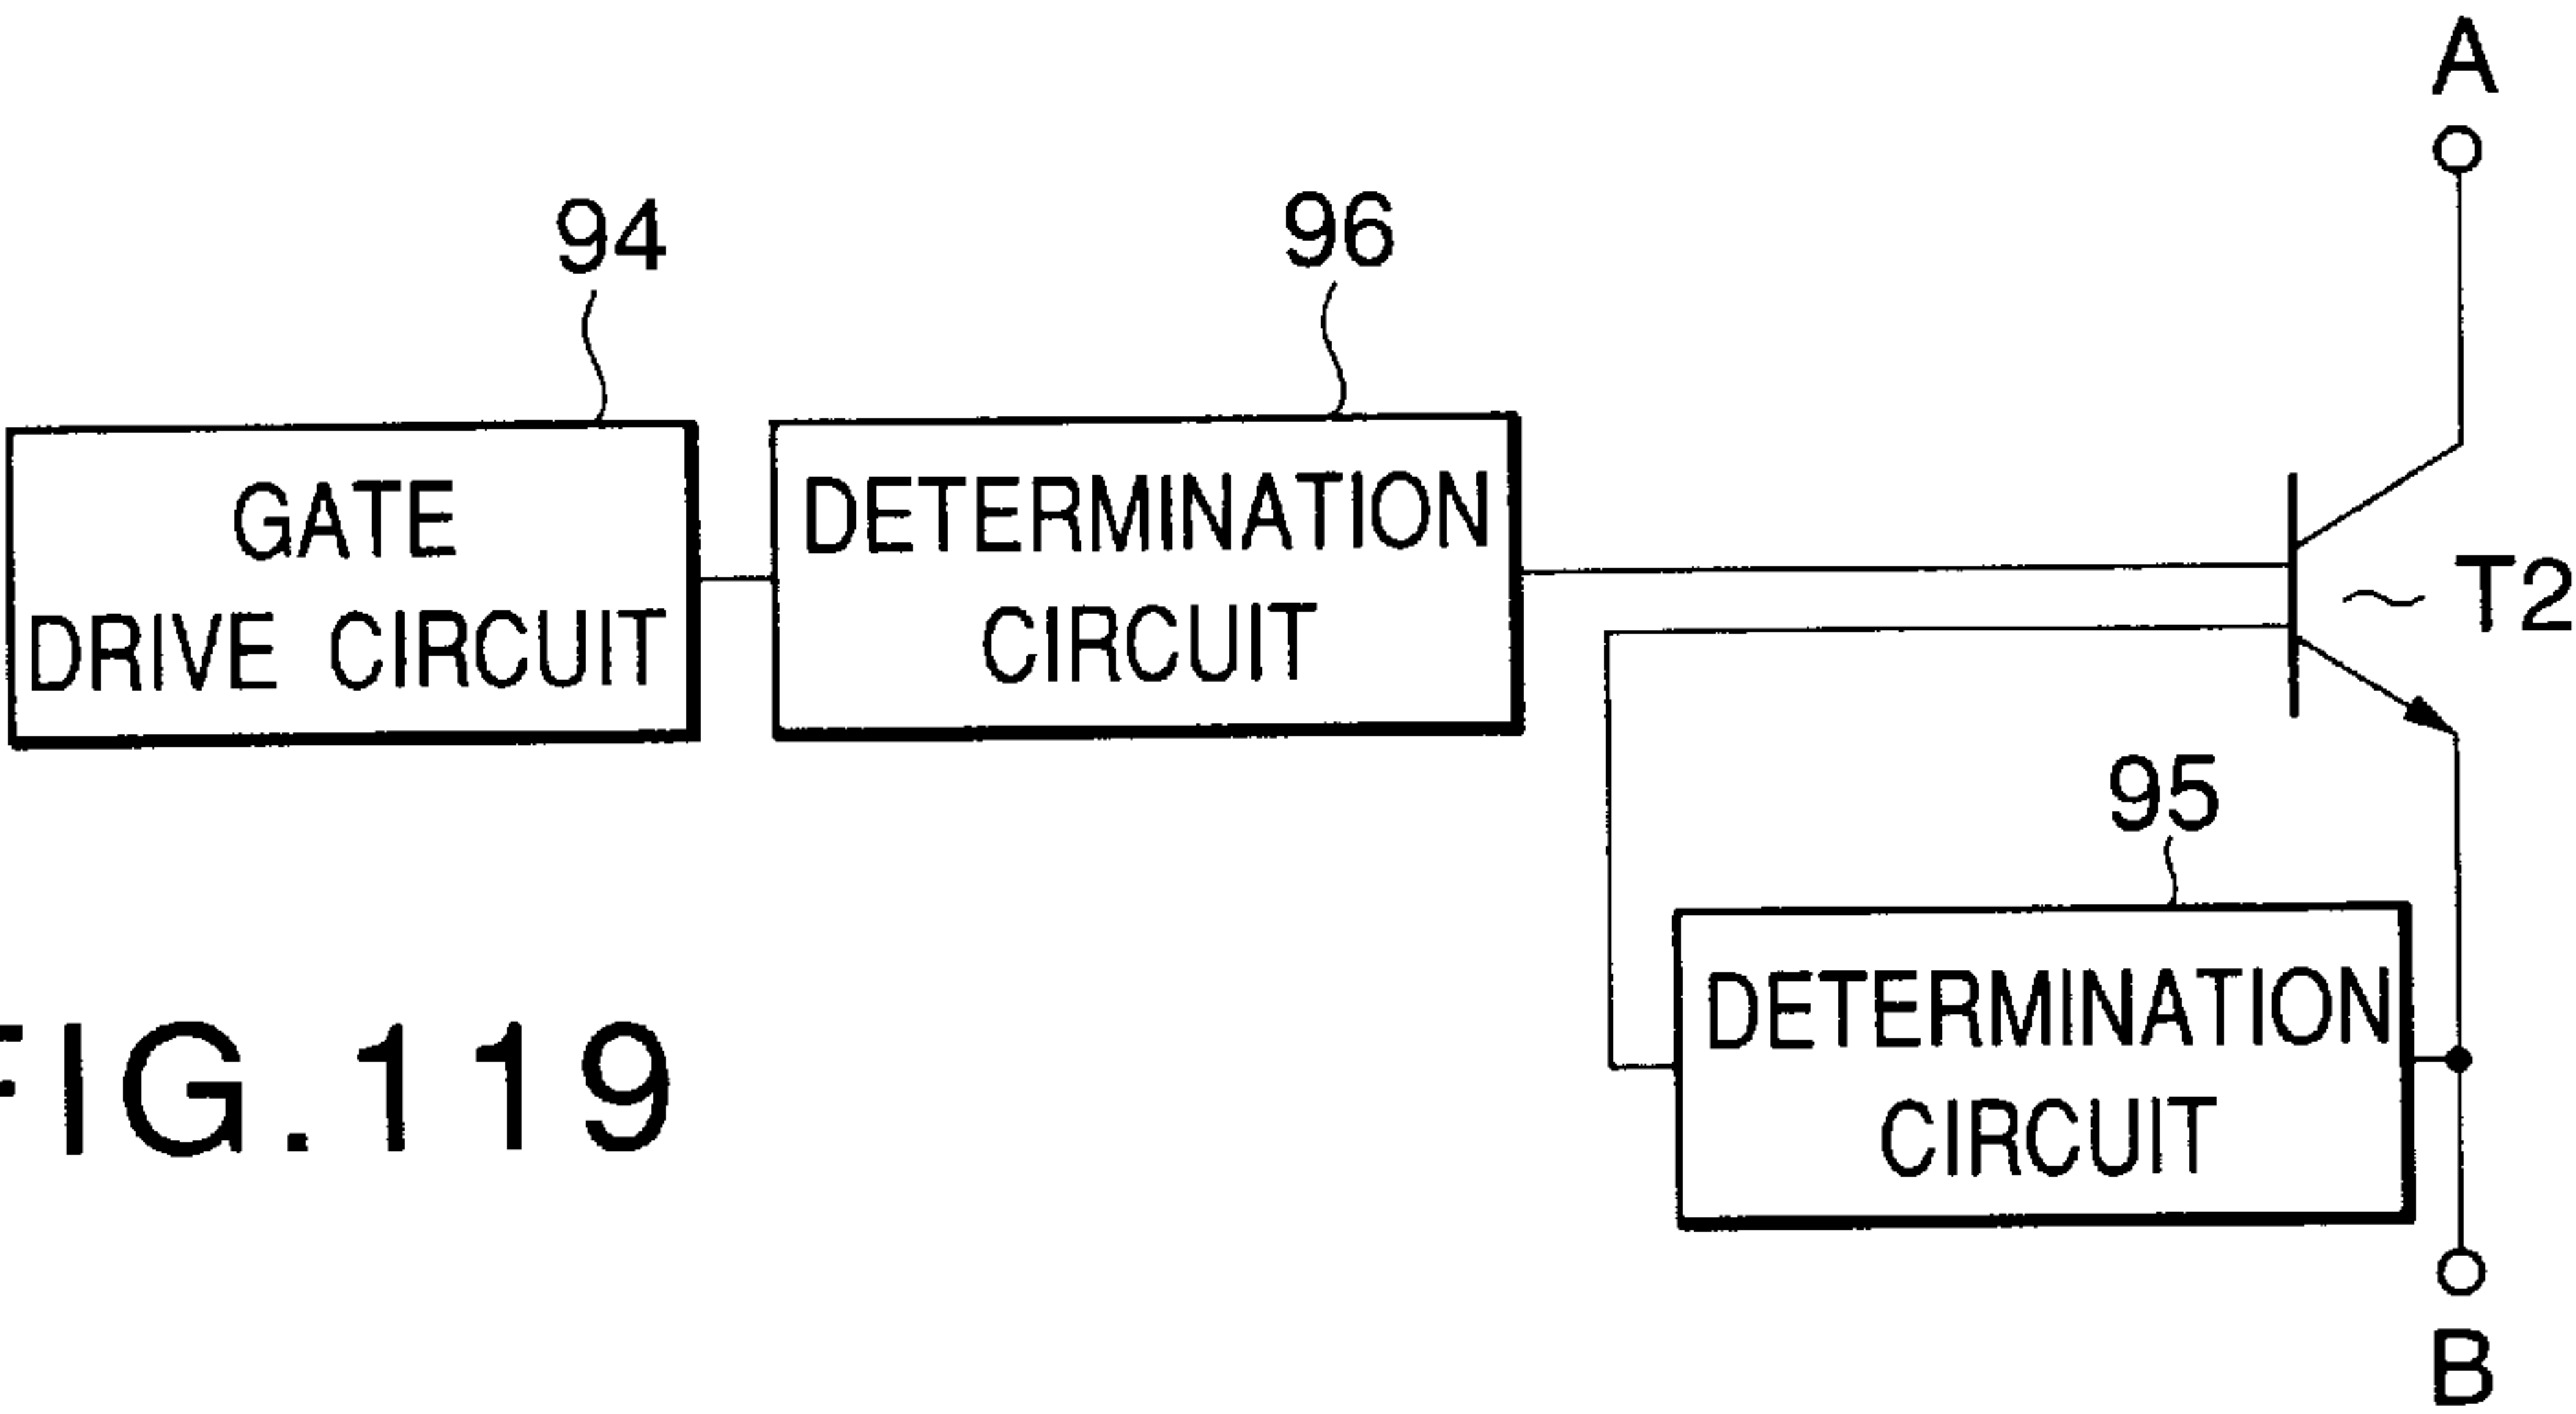 A
94
96
GATE
DRIVE CIRCUIT
DETERMINATION
CIRCUIT
T2
95
DETERMINATION
CIRCUIT
FIG.119
B